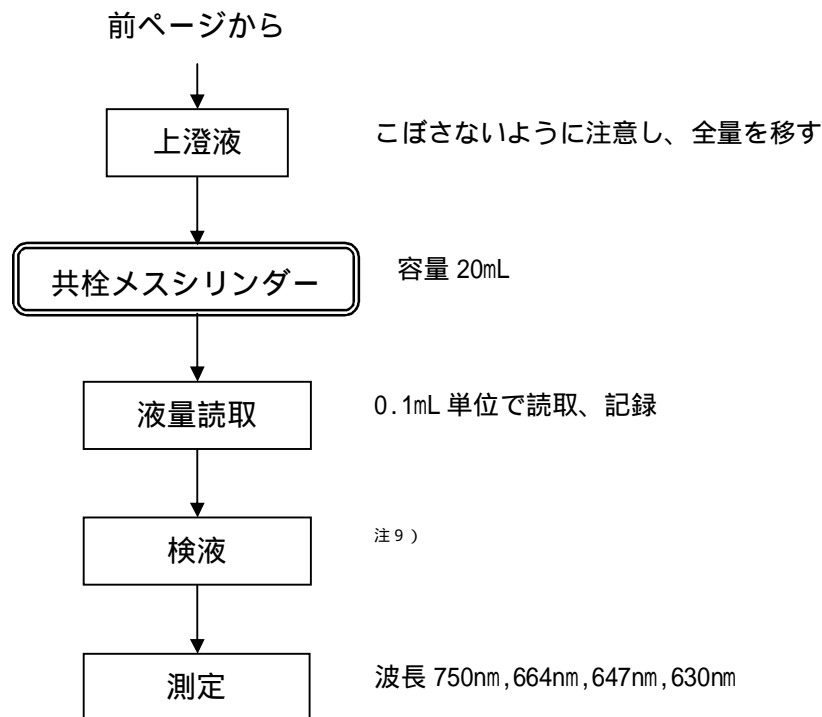 前ページから
上澄液
こぼさないように注意し、全量を移す
共栓メスシリンダー
容量 20mL
液量読取
0.1mL 単位で読取、記録
検液
注9)
測定
波長 750nm,664nm,647nm,630nm